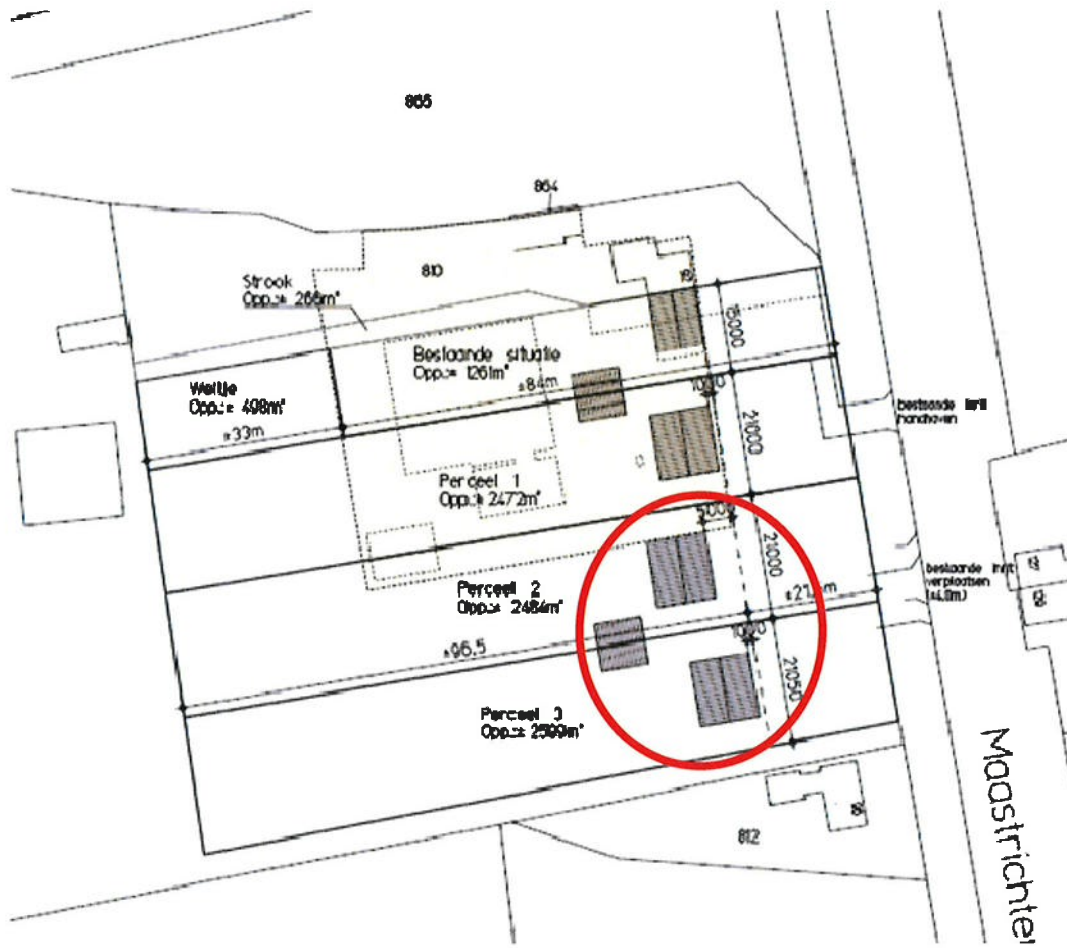 865
864
810
Strook
Opp.:± 266m²
Bestaande situatie
Opp.:± 1261m²
±84m
Weitje
Opp.:± 498m²
±33m
15000
1000
21000
bestaande inrit
handhaven
Perceel 1
Opp.:± 2472m²
5000
21000
Perceel 2
Opp.:± 2484m²
bestaande inrit
verplaatsen
±96.5
1000
21050
Perceel 3
Opp.:± 2599m²
812
Maastrichter